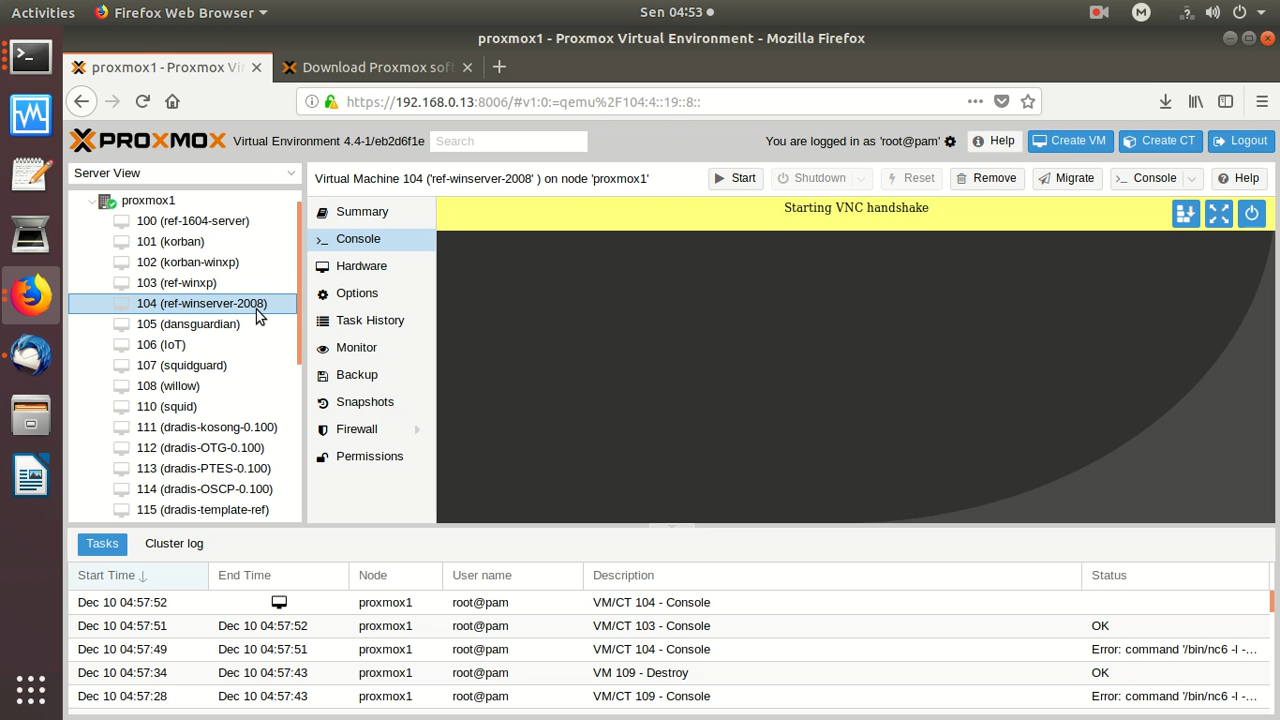 Activities
Firefox Web Browser
Sen 04:53
proxmox1 - Proxmox Virtual Environment - Mozilla Firefox
proxmox1 - Proxmox Vir
Download Proxmox soft
https://192.168.0.13:8006/#v1:0:=qemu%2F104:4::19::8::
PROXMOX
Virtual Environment 4.4-1/eb2d6f1e
Search
You are logged in as 'root@pam'
Help
Create VM
Create CT
Logout
Server View
Virtual Machine 104 ('ref-winserver-2008' ) on node 'proxmox1'
Start
Shutdown
Reset
Remove
Migrate
Console
Help
proxmox1
100 (ref-1604-server)
101 (korban)
102 (korban-winxp)
103 (ref-winxp)
104 (ref-winserver-2008)
105 (dansguardian)
106 (IoT)
107 (squidguard)
108 (willow)
110 (squid)
111 (dradis-kosong-0.100)
112 (dradis-OTG-0.100)
113 (dradis-PTES-0.100)
114 (dradis-OSCP-0.100)
115 (dradis-template-ref)
Summary
Console
Hardware
Options
Task History
Monitor
Backup
Snapshots
Firewall
Permissions
Starting VNC handshake
Tasks
Cluster log
Start Time
End Time
Node
User name
Description
Status
Dec 10 04:57:52 proxmox1 root@pam VM/CT 104 - Console
Dec 10 04:57:51 Dec 10 04:57:52 proxmox1 root@pam VM/CT 103 - Console OK
Dec 10 04:57:49 Dec 10 04:57:51 proxmox1 root@pam VM/CT 104 - Console Error: command '/bin/nc6 -l -...
Dec 10 04:57:34 Dec 10 04:57:43 proxmox1 root@pam VM 109 - Destroy OK
Dec 10 04:57:28 Dec 10 04:57:43 proxmox1 root@pam VM/CT 109 - Console Error: command '/bin/nc6 -l -...